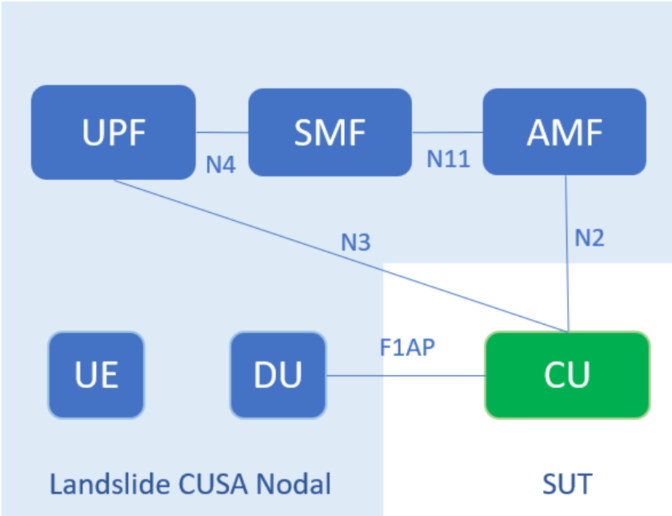 UPF
SMF
AMF
N4
N11
N3
N2
F1AP
UE
DU
CU
Landslide CUSA Nodal
SUT